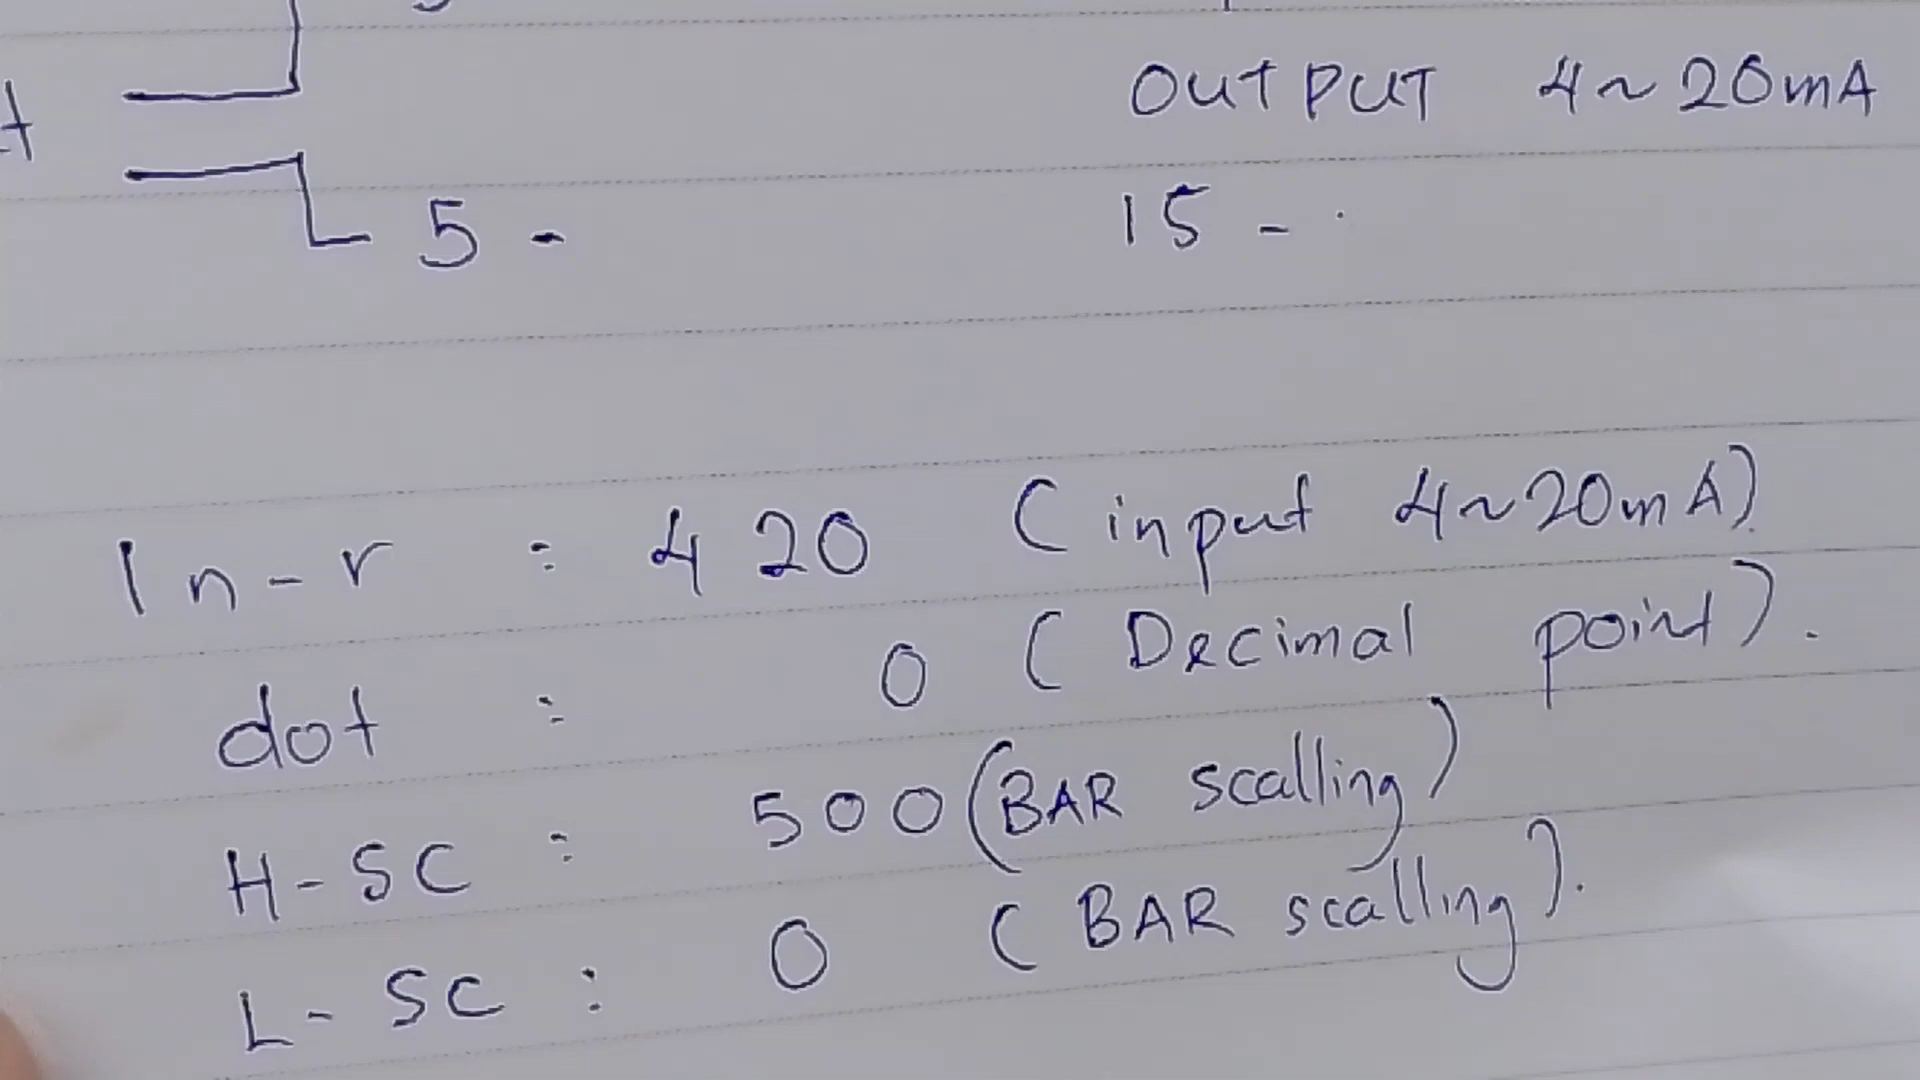 OUTPUT 4~20mA
5 -
15 -
In-r : 420 (input 4~20mA)
dot : 0 (Decimal point).
H-SC : 500 (BAR scalling)
L-SC : 0 (BAR scalling).